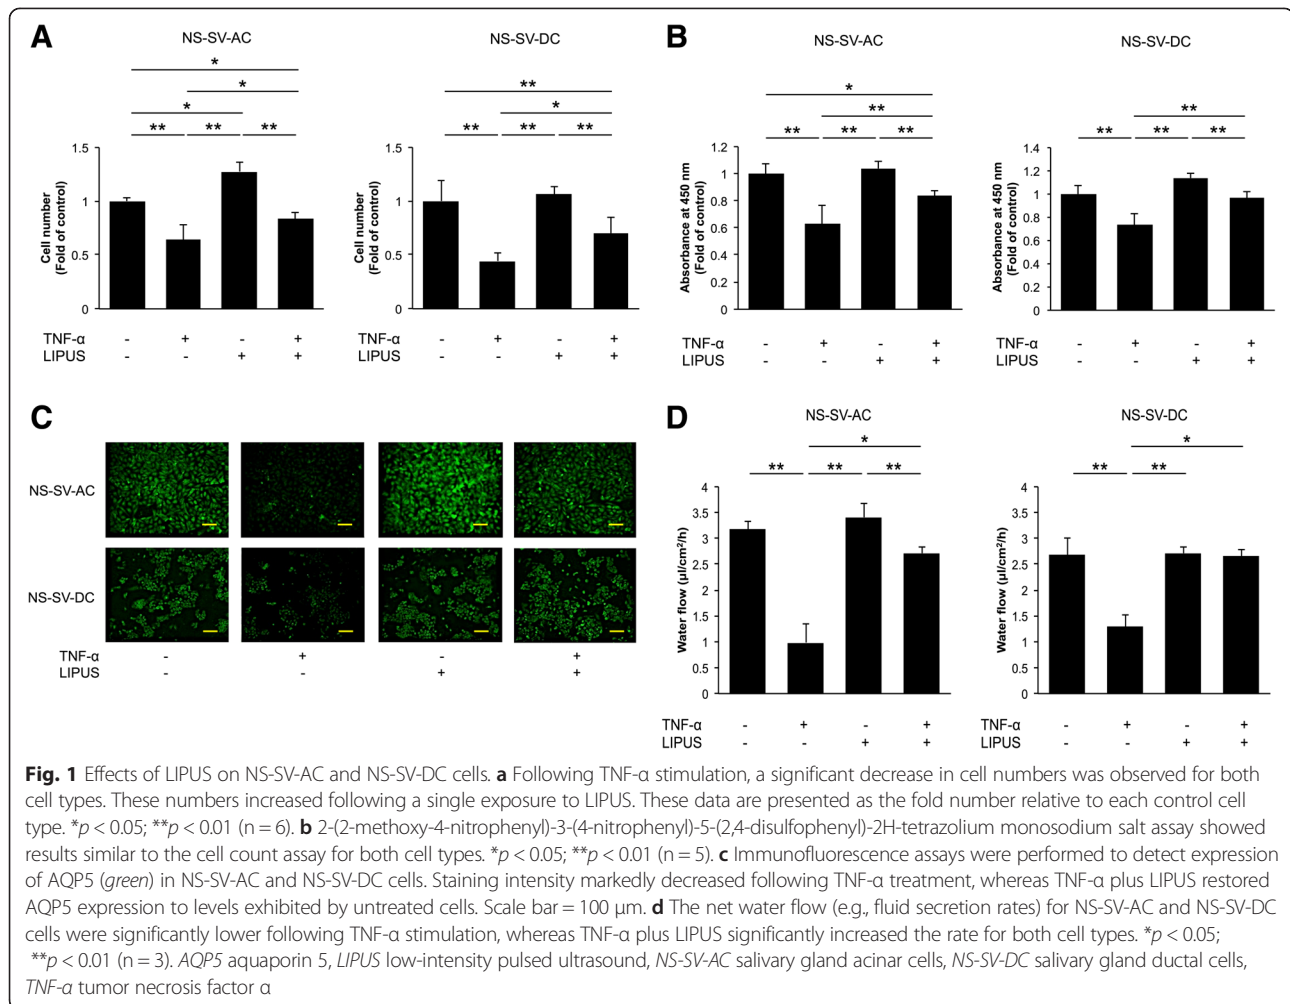 A
NS-SV-AC
NS-SV-DC
*
*
*
** ** **
**
*
** ** **
Cell number
(Fold of control)
1.5
1
0.5
0
Cell number
(Fold of control)
1.5
1
0.5
0
TNF-α - + - + - + - +
LIPUS - - + + - - + +
B
NS-SV-AC
NS-SV-DC
*
**
** ** **
**
** ** **
Absorbance at 450 nm
(Fold of control)
1.2
1
0.8
0.6
0.4
0.2
0
Absorbance at 450 nm
(Fold of control)
1.4
1.2
1
0.8
0.6
0.4
0.2
0
TNF-α - + - + - + - +
LIPUS - - + + - - + +
C
NS-SV-AC
NS-SV-DC
TNF-α - + - +
LIPUS - - + +
D
NS-SV-AC
NS-SV-DC
*
** ** **
*
** **
Water flow (µl/cm²/h)
4
3.5
3
2.5
2
1.5
1
0.5
0
Water flow (µl/cm²/h)
4
3.5
3
2.5
2
1.5
1
0.5
0
TNF-α - + - + - + - +
LIPUS - - + + - - + +
Fig. 1 Effects of LIPUS on NS-SV-AC and NS-SV-DC cells. a Following TNF-α stimulation, a significant decrease in cell numbers was observed for both
cell types. These numbers increased following a single exposure to LIPUS. These data are presented as the fold number relative to each control cell
type. *p < 0.05; **p < 0.01 (n = 6). b 2-(2-methoxy-4-nitrophenyl)-3-(4-nitrophenyl)-5-(2,4-disulfophenyl)-2H-tetrazolium monosodium salt assay showed
results similar to the cell count assay for both cell types. *p < 0.05; **p < 0.01 (n = 5). c Immunofluorescence assays were performed to detect expression
of AQP5 (green) in NS-SV-AC and NS-SV-DC cells. Staining intensity markedly decreased following TNF-α treatment, whereas TNF-α plus LIPUS restored
AQP5 expression to levels exhibited by untreated cells. Scale bar = 100 µm. d The net water flow (e.g., fluid secretion rates) for NS-SV-AC and NS-SV-DC
cells were significantly lower following TNF-α stimulation, whereas TNF-α plus LIPUS significantly increased the rate for both cell types. *p < 0.05;
**p < 0.01 (n = 3). AQP5 aquaporin 5, LIPUS low-intensity pulsed ultrasound, NS-SV-AC salivary gland acinar cells, NS-SV-DC salivary gland ductal cells,
TNF-α tumor necrosis factor α